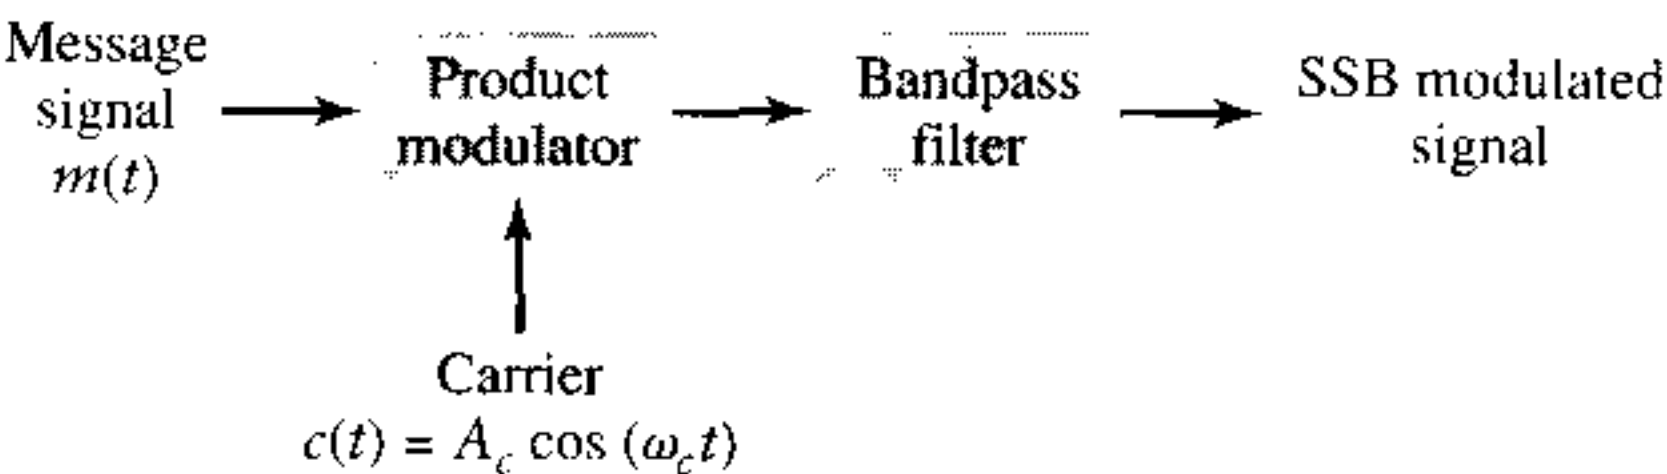 Message
signal
m(t)
Product
modulator
Bandpass
filter
SSB modulated
signal
Carrier
c(t) = A_c cos (ω_c t)